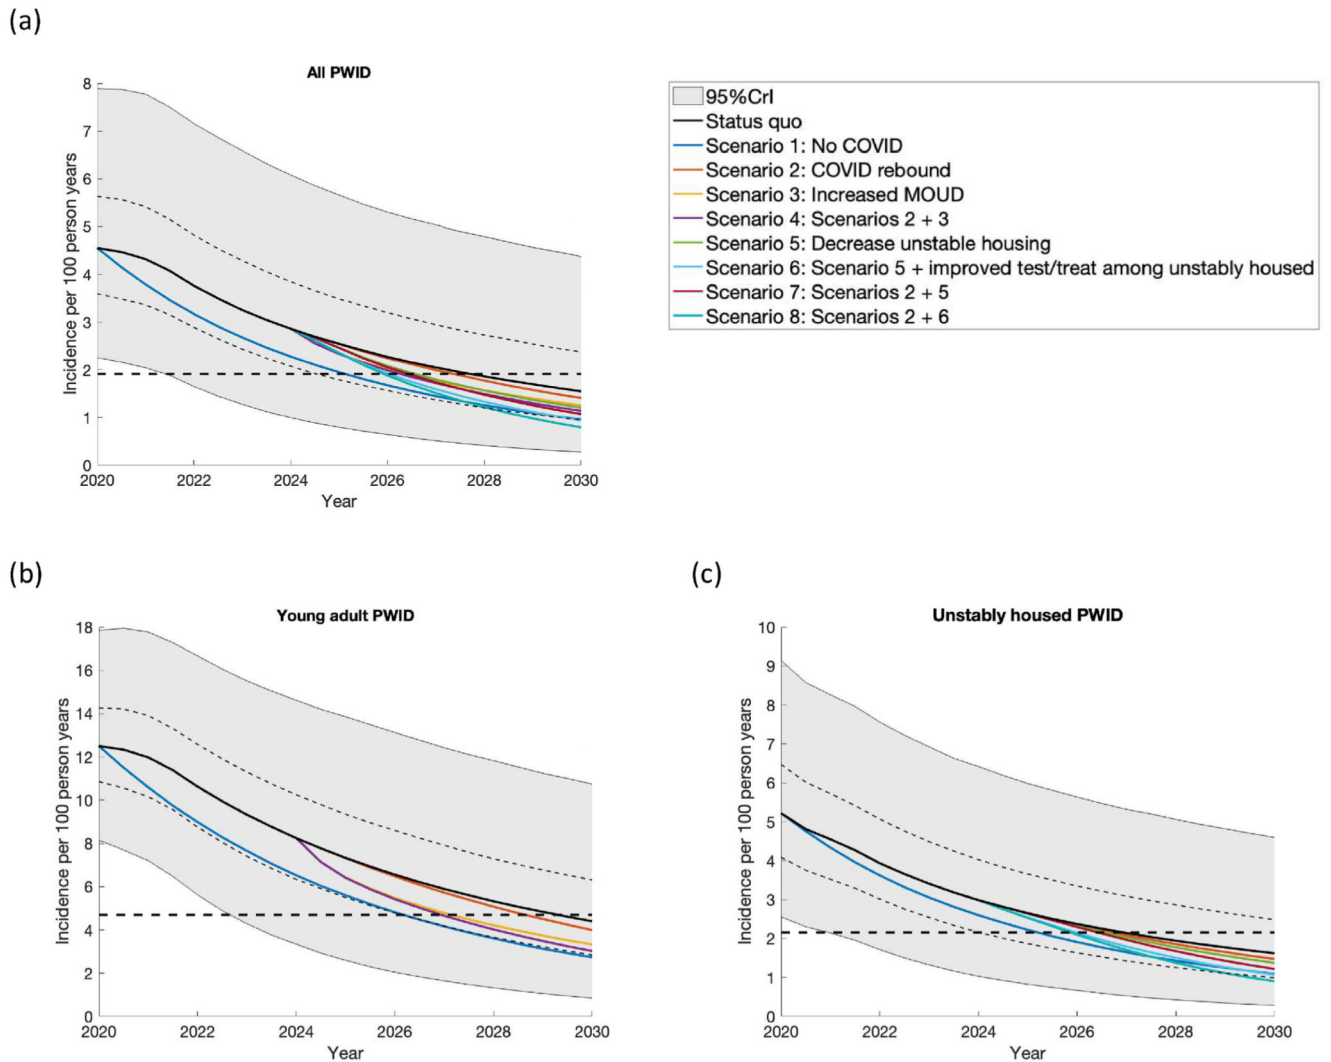 (a)
All PWID
Incidence per 100 person years
8
7
6
5
4
3
2
1
0
2020 2022 2024 2026 2028 2030
Year
95%CrI
Status quo
Scenario 1: No COVID
Scenario 2: COVID rebound
Scenario 3: Increased MOUD
Scenario 4: Scenarios 2 + 3
Scenario 5: Decrease unstable housing
Scenario 6: Scenario 5 + improved test/treat among unstably housed
Scenario 7: Scenarios 2 + 5
Scenario 8: Scenarios 2 + 6
(b)
Young adult PWID
Incidence per 100 person years
18
16
14
12
10
8
6
4
2
0
2020 2022 2024 2026 2028 2030
Year
(c)
Unstably housed PWID
Incidence per 100 person years
10
9
8
7
6
5
4
3
2
1
0
2020 2022 2024 2026 2028 2030
Year